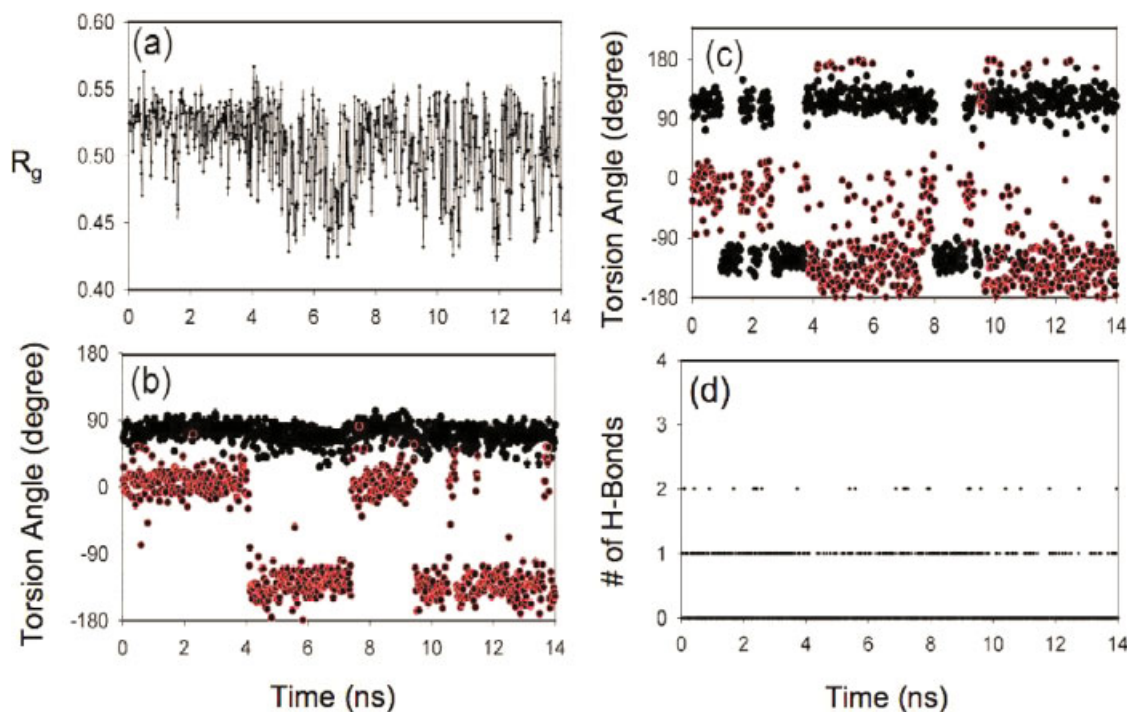 (a)
0.60
0.55
0.50
0.45
0.40
R_g
0 2 4 6 8 10 12 14
(b)
180
90
0
-90
-180
Torsion Angle (degree)
0 2 4 6 8 10 12 14
Time (ns)
(c)
180
90
0
-90
-180
Torsion Angle (degree)
0 2 4 6 8 10 12 14
(d)
4
3
2
1
0
# of H-Bonds
0 2 4 6 8 10 12 14
Time (ns)